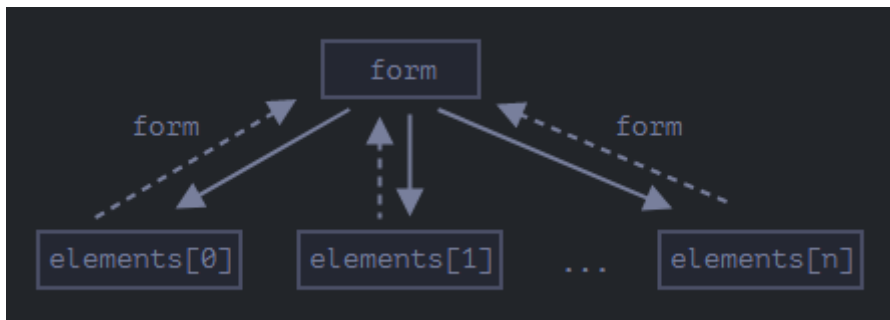 form
form form
elements[0] elements[1] ... elements[n]